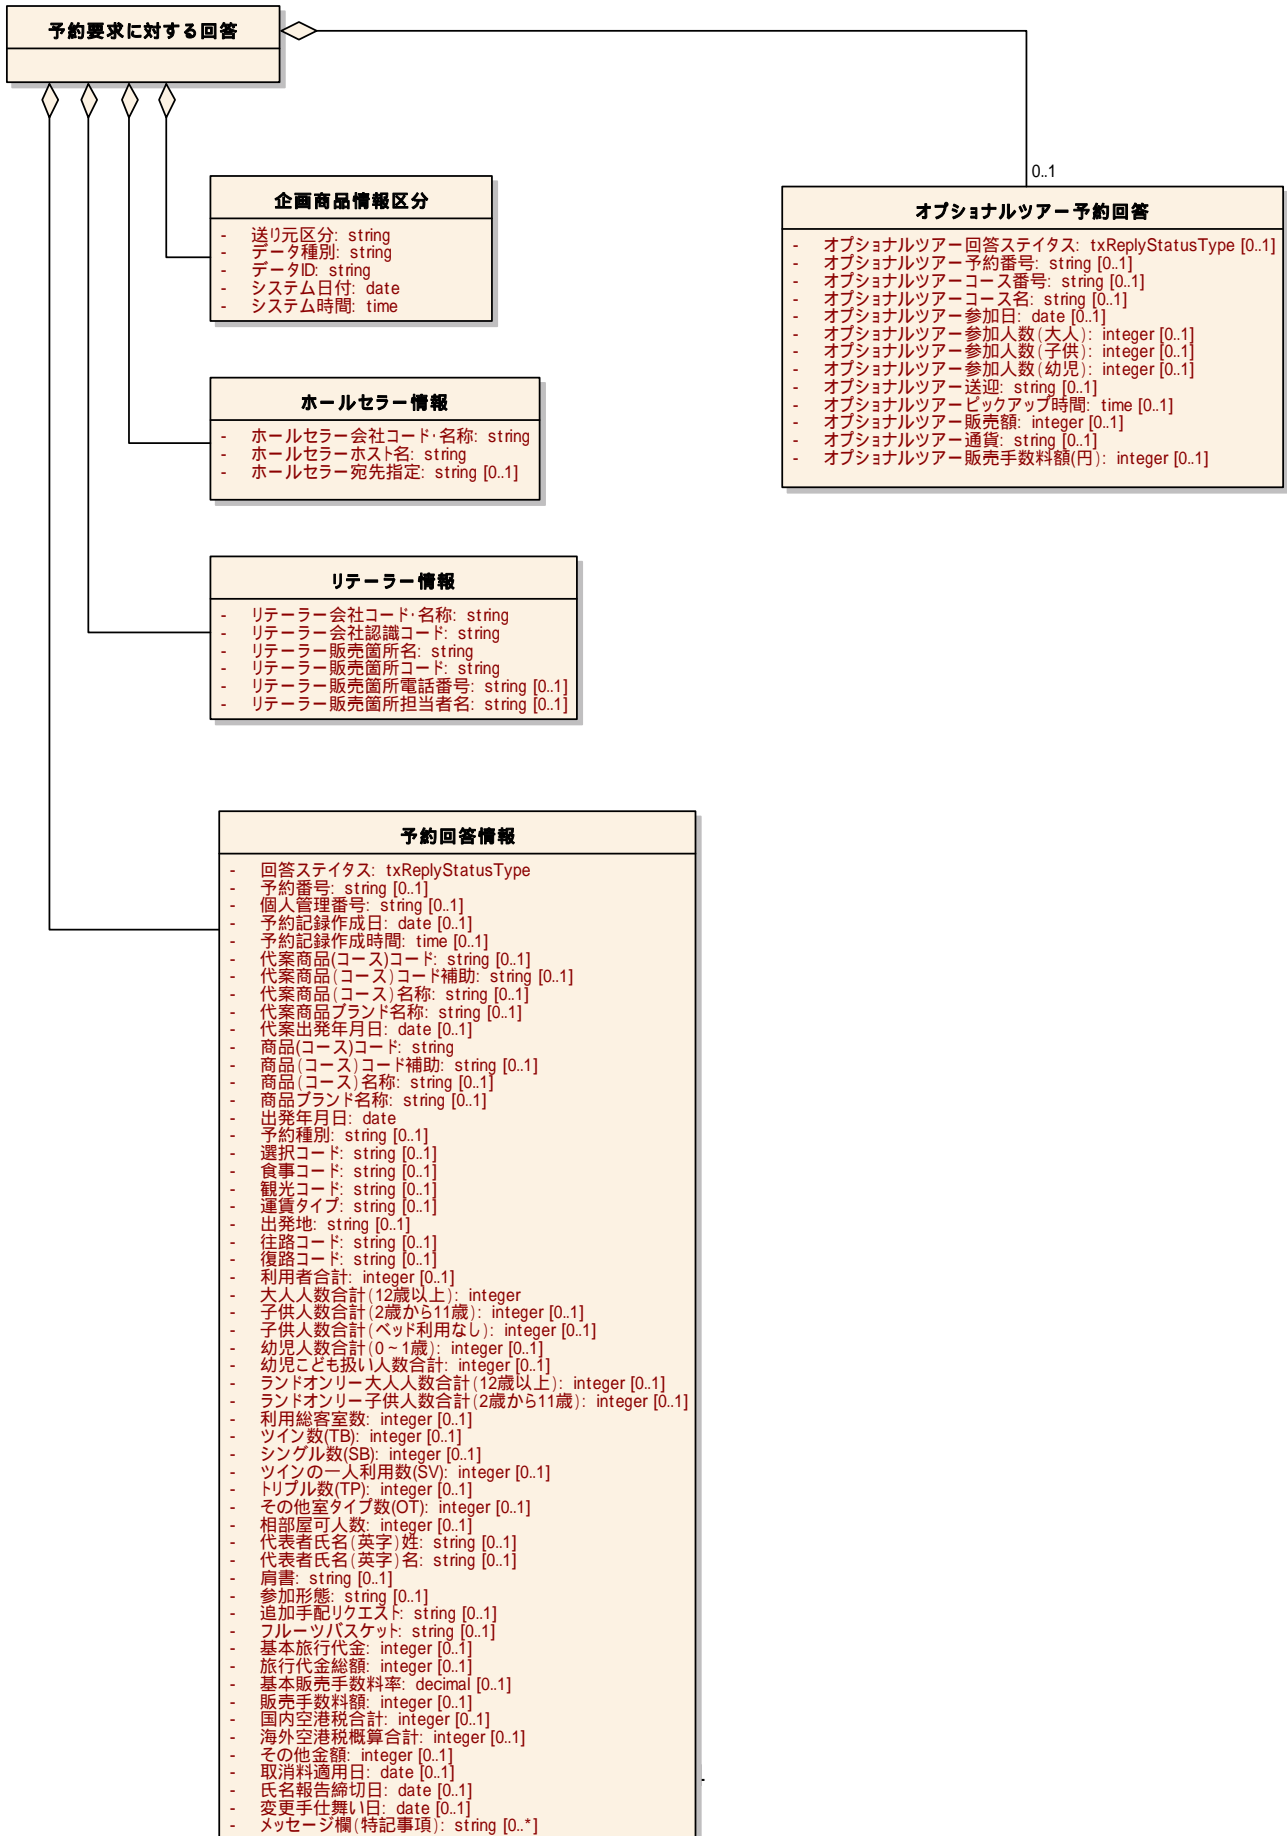 予約要求に対する回答
0..1
企画商品情報区分
- 送り元区分: string
- データ種別: string
- データID: string
- システム日付: date
- システム時間: time
オプショナルツアー予約回答
- オプショナルツアー回答ステイタス: txReplyStatusType [0..1]
- オプショナルツアー予約番号: string [0..1]
- オプショナルツアーコース番号: string [0..1]
- オプショナルツアーコース名: string [0..1]
- オプショナルツアー参加日: date [0..1]
- オプショナルツアー参加人数(大人): integer [0..1]
- オプショナルツアー参加人数(子供): integer [0..1]
- オプショナルツアー参加人数(幼児): integer [0..1]
- オプショナルツアー送迎: string [0..1]
- オプショナルツアーピックアップ時間: time [0..1]
- オプショナルツアー販売額: integer [0..1]
- オプショナルツアー通貨: string [0..1]
- オプショナルツアー販売手数料額(円): integer [0..1]
ホールセラー情報
- ホールセラー会社コード・名称: string
- ホールセラーホスト名: string
- ホールセラー宛先指定: string [0..1]
リテーラー情報
- リテーラー会社コード・名称: string
- リテーラー会社認識コード: string
- リテーラー販売箇所名: string
- リテーラー販売箇所コード: string
- リテーラー販売箇所電話番号: string [0..1]
- リテーラー販売箇所担当者名: string [0..1]
予約回答情報
- 回答ステイタス: txReplyStatusType
- 予約番号: string [0..1]
- 個人管理番号: string [0..1]
- 予約記録作成日: date [0..1]
- 予約記録作成時間: time [0..1]
- 代案商品(コース)コード: string [0..1]
- 代案商品(コース)コード補助: string [0..1]
- 代案商品(コース)名称: string [0..1]
- 代案商品ブランド名称: string [0..1]
- 代案出発年月日: date [0..1]
- 商品(コース)コード: string
- 商品(コース)コード補助: string [0..1]
- 商品(コース)名称: string [0..1]
- 商品ブランド名称: string [0..1]
- 出発年月日: date
- 予約種別: string [0..1]
- 選択コード: string [0..1]
- 食事コード: string [0..1]
- 観光コード: string [0..1]
- 運賃タイプ: string [0..1]
- 出発地: string [0..1]
- 往路コード: string [0..1]
- 復路コード: string [0..1]
- 利用者合計: integer [0..1]
- 大人人数合計(12歳以上): integer
- 子供人数合計(2歳から11歳): integer [0..1]
- 子供人数合計(ベッド利用なし): integer [0..1]
- 幼児人数合計(0~1歳): integer [0..1]
- 幼児こども扱い人数合計: integer [0..1]
- ランドオンリー大人人数合計(12歳以上): integer [0..1]
- ランドオンリー子供人数合計(2歳から11歳): integer [0..1]
- 利用総客室数: integer [0..1]
- ツイン数(TB): integer [0..1]
- シングル数(SB): integer [0..1]
- ツインの一人利用数(SV): integer [0..1]
- トリプル数(TP): integer [0..1]
- その他室タイプ数(OT): integer [0..1]
- 相部屋可人数: integer [0..1]
- 代表者氏名(英字)姓: string [0..1]
- 代表者氏名(英字)名: string [0..1]
- 肩書: string [0..1]
- 参加形態: string [0..1]
- 追加手配リクエスト: string [0..1]
- フルーツバスケット: string [0..1]
- 基本旅行代金: integer [0..1]
- 旅行代金総額: integer [0..1]
- 基本販売手数料率: decimal [0..1]
- 販売手数料額: integer [0..1]
- 国内空港税合計: integer [0..1]
- 海外空港税概算合計: integer [0..1]
- その他金額: integer [0..1]
- 取消料適用日: date [0..1]
- 氏名報告締切日: date [0..1]
- 変更手仕舞い日: date [0..1]
- メッセージ欄(特記事項): string [0..*]